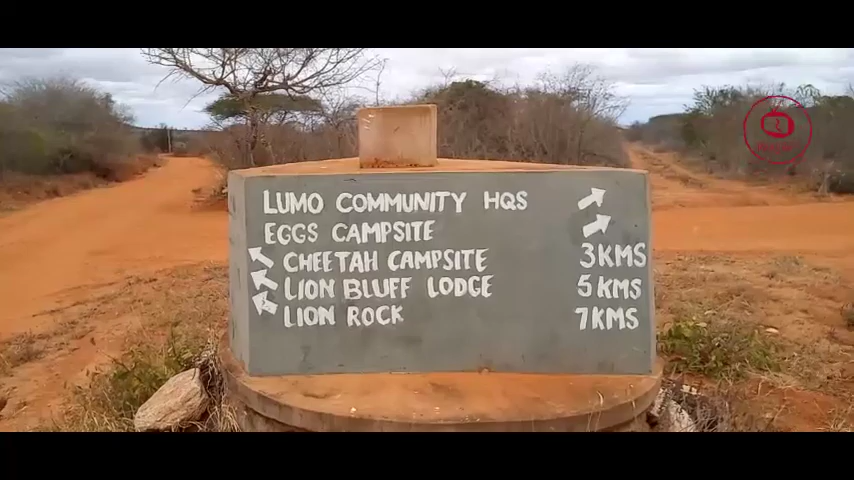 LUMO COMMUNITY HQS
EGGS CAMPSITE
CHEETAH CAMPSITE 3KMS
LION BLUFF LODGE 5KMS
LION ROCK 7KMS